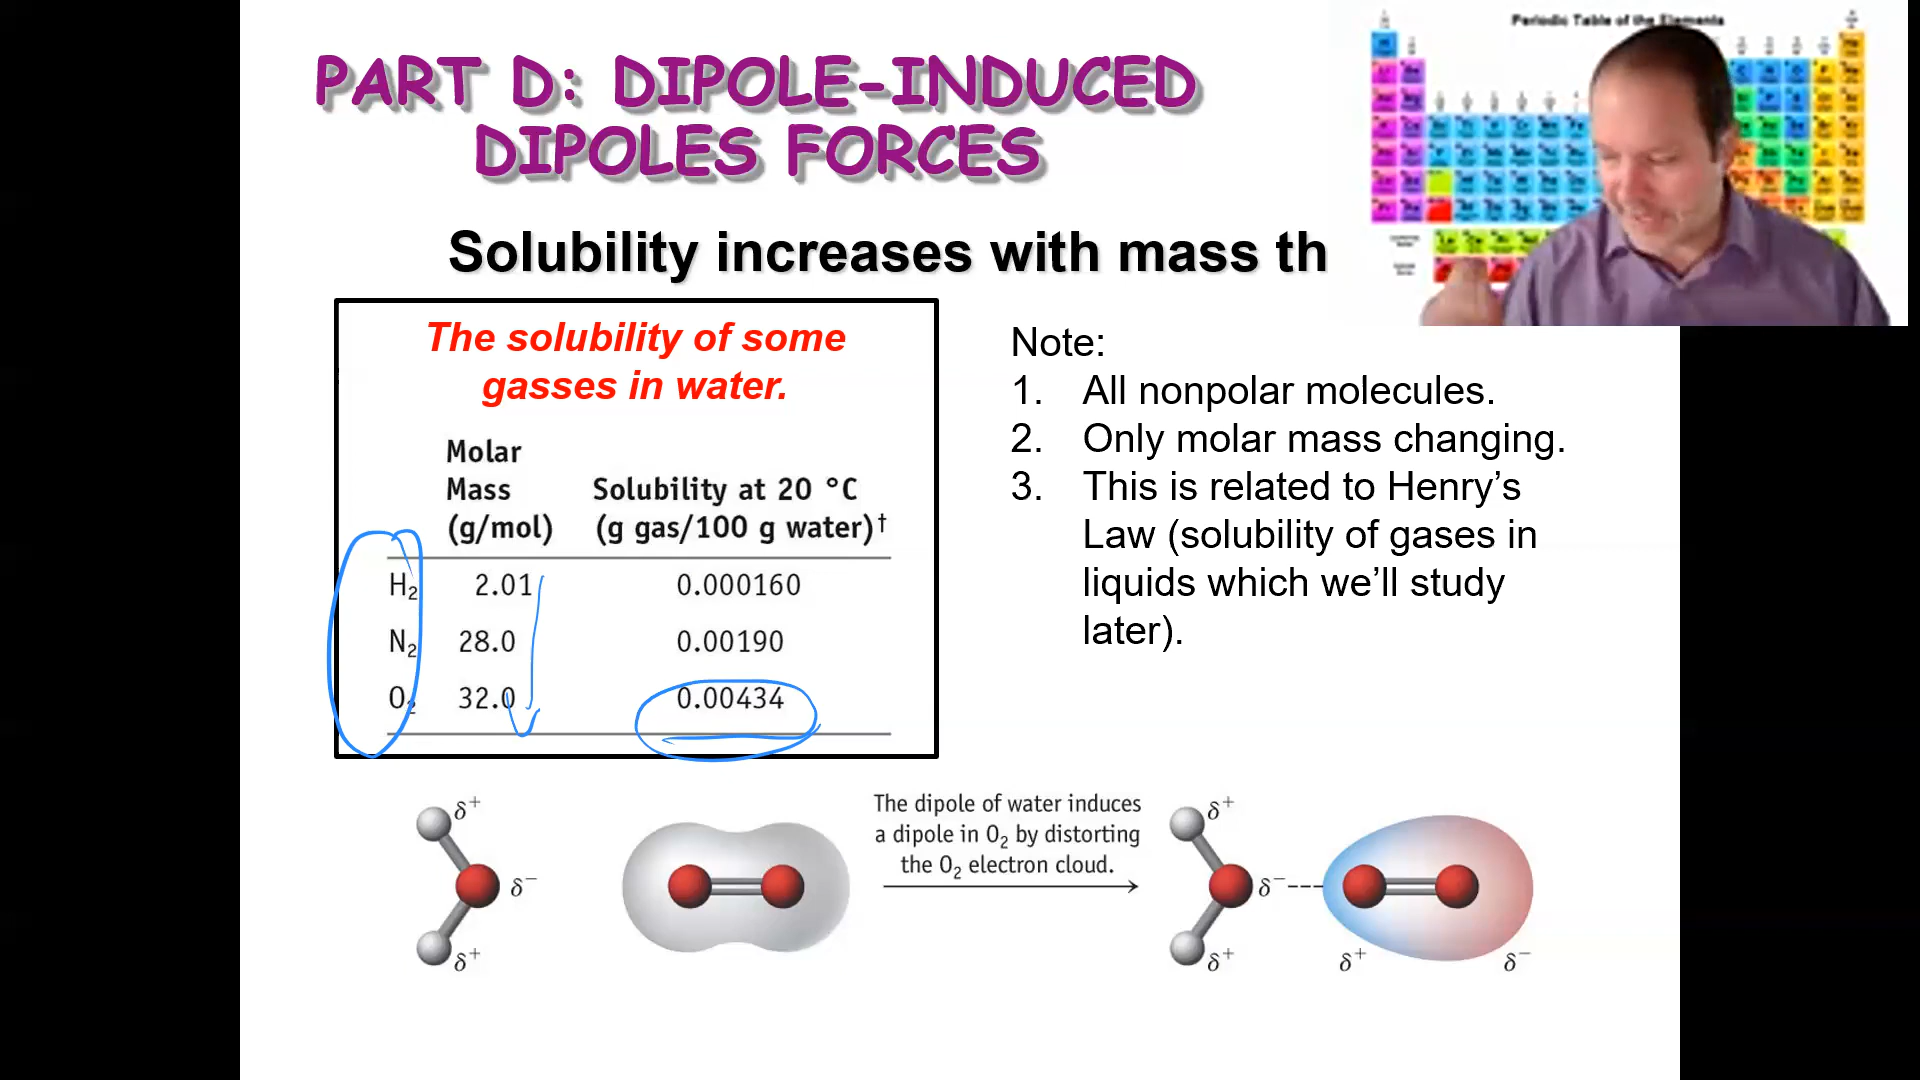 Periodic Table of the Elements
PART D: DIPOLE-INDUCED
DIPOLES FORCES
Solubility increases with mass th
The solubility of some
gasses in water.
Molar
Mass Solubility at 20 °C
(g/mol) (g gas/100 g water)†
H₂ 2.01 0.000160
N₂ 28.0 0.00190
O₂ 32.0 0.00434
Note:
1. All nonpolar molecules.
2. Only molar mass changing.
3. This is related to Henry’s
Law (solubility of gases in
liquids which we’ll study
later).
δ⁺
δ⁻
δ⁺
The dipole of water induces
a dipole in O₂ by distorting
the O₂ electron cloud.
δ⁺
δ⁻
δ⁺
δ⁺ δ⁻